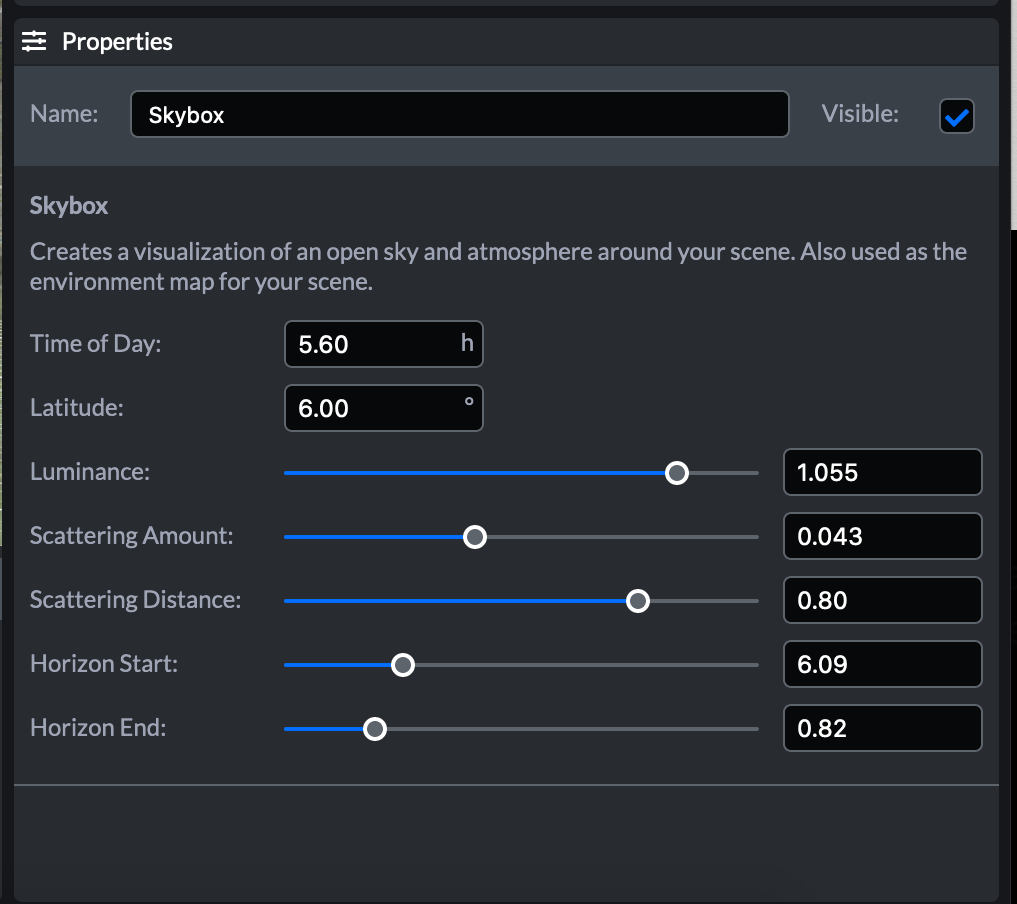 Properties
Name: Skybox Visible:
Skybox
Creates a visualization of an open sky and atmosphere around your scene. Also used as the
environment map for your scene.
Time of Day: 5.60 h
Latitude: 6.00 °
Luminance: 1.055
Scattering Amount: 0.043
Scattering Distance: 0.80
Horizon Start: 6.09
Horizon End: 0.82